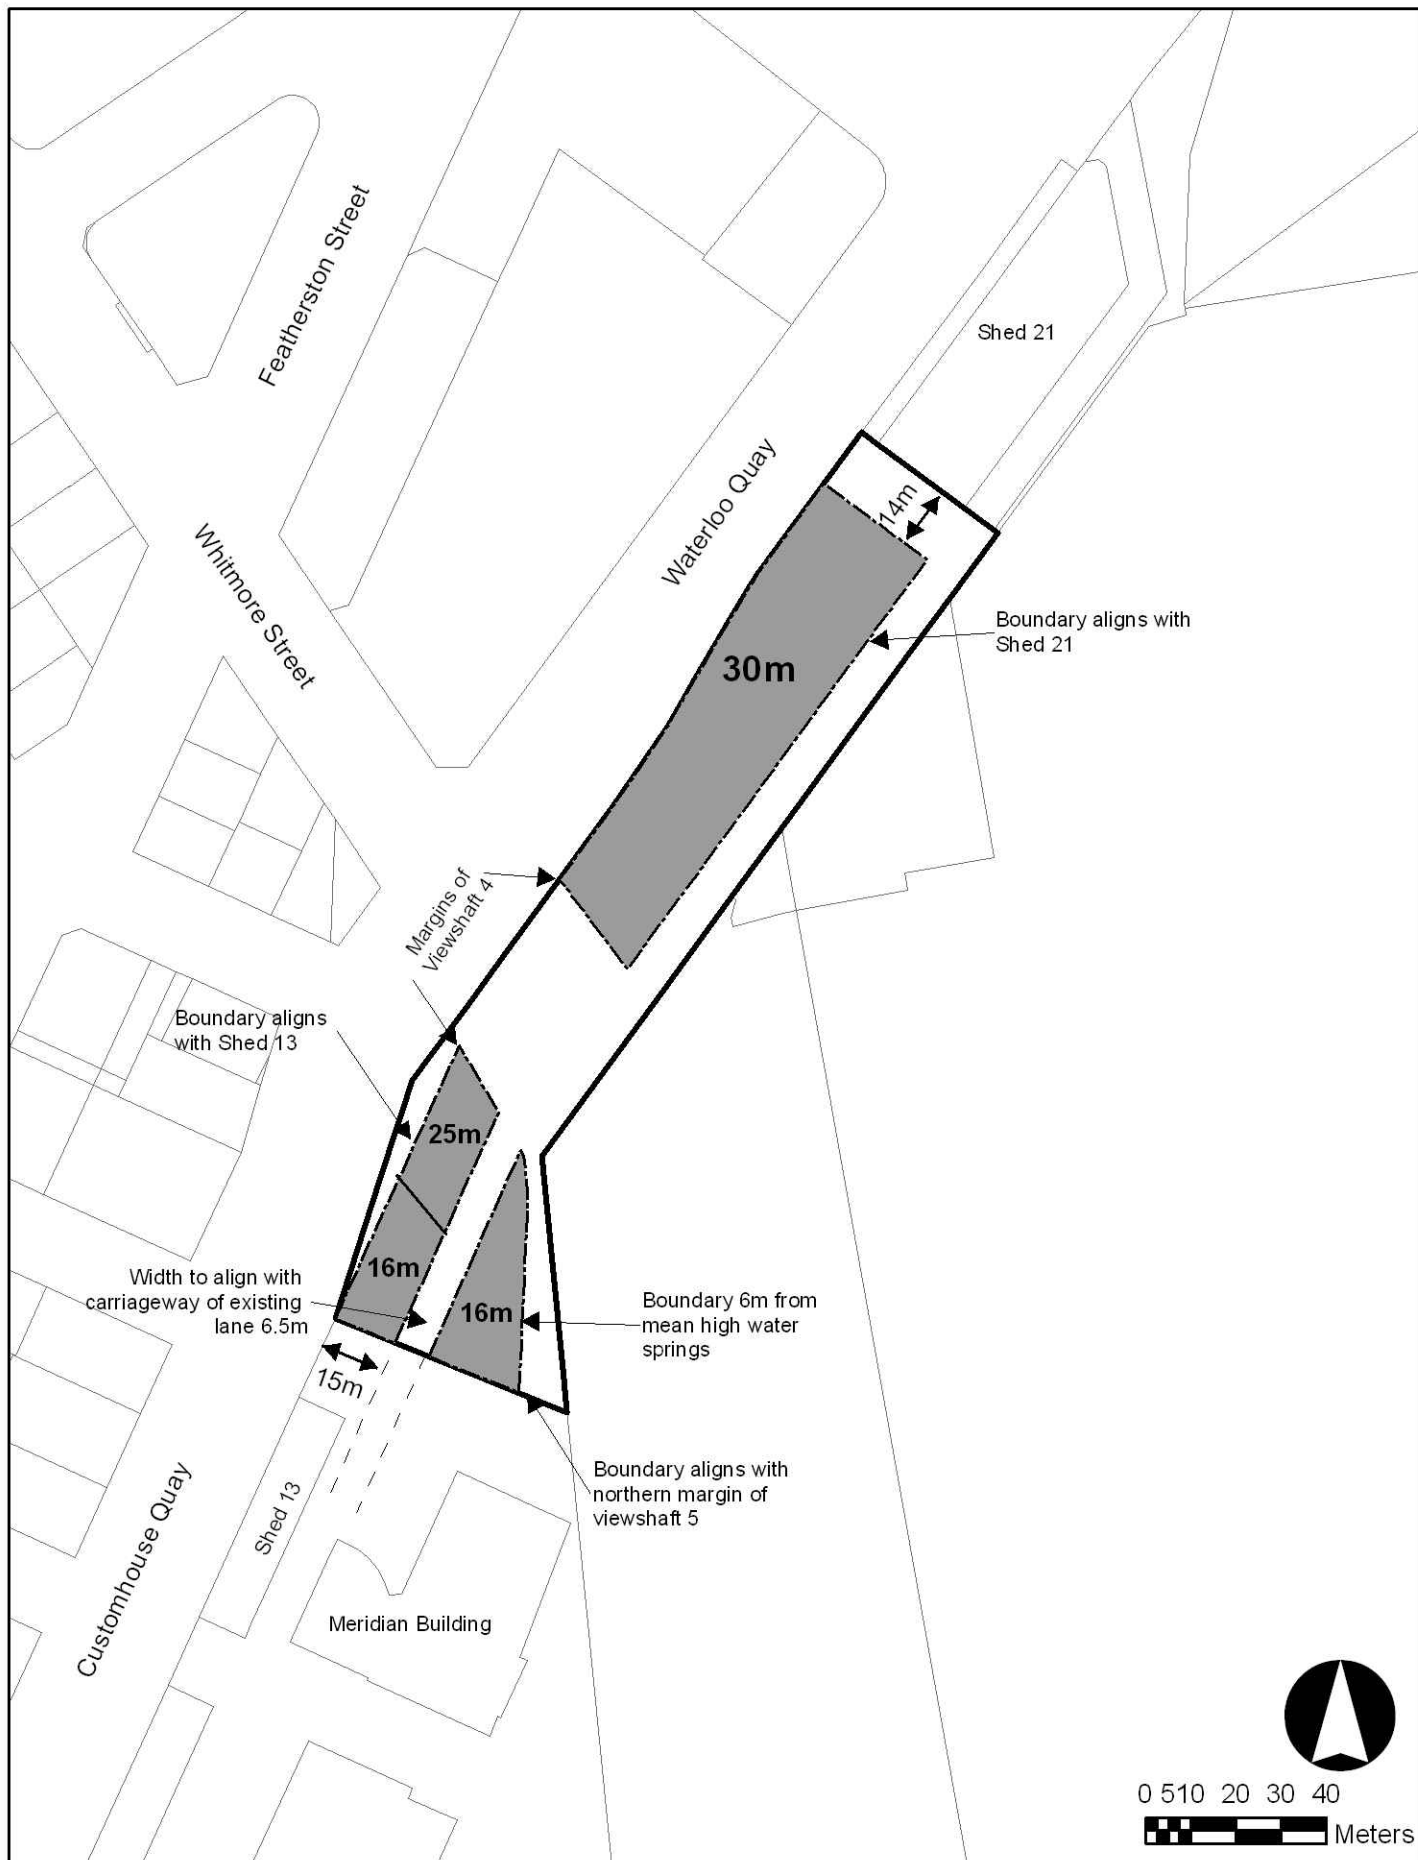 Featherston Street
Shed 21
Waterloo Quay
14m
Whitmore Street
Boundary aligns with
Shed 21
30m
Margins of
Viewshaft 4
Boundary aligns
with Shed 13
25m
16m
Width to align with
carriageway of existing
lane 6.5m
16m
Boundary 6m from
mean high water
springs
15m
Boundary aligns with
northern margin of
viewshaft 5
Shed 13
Customhouse Quay
Meridian Building
0 510 20 30 40
Meters